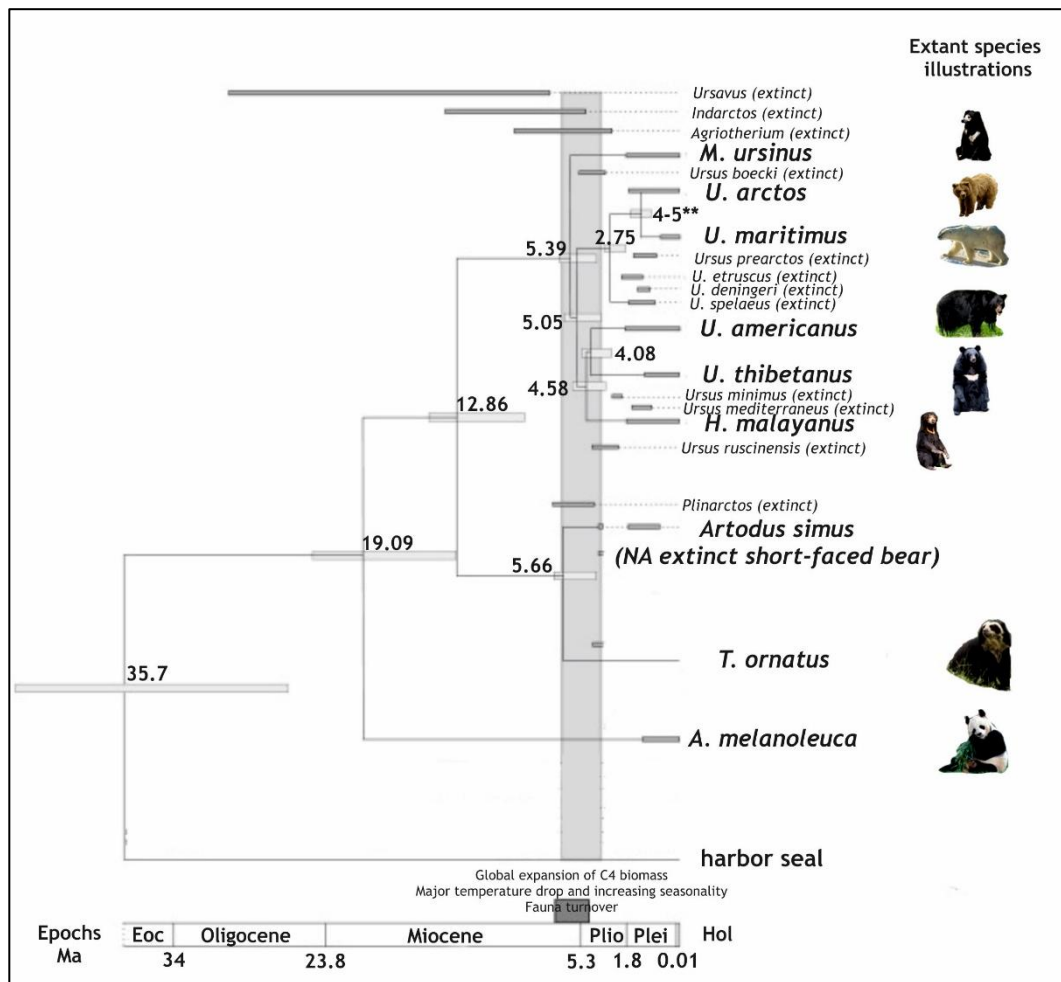 Extant species
illustrations
Ursavus (extinct)
Indarctos (extinct)
Agriotherium (extinct)
M. ursinus
Ursus boecki (extinct)
U. arctos
4-5**
2.75
U. maritimus
5.39
Ursus prearctos (extinct)
U. etruscus (extinct)
U. deningeri (extinct)
U. spelaeus (extinct)
5.05
U. americanus
4.08
4.58
U. thibetanus
Ursus minimus (extinct)
12.86
Ursus mediterraneus (extinct)
H. malayanus
Ursus ruscinensis (extinct)
Plinarctos (extinct)
Artodus simus
19.09
(NA extinct short-faced bear)
5.66
T. ornatus
35.7
A. melanoleuca
harbor seal
Global expansion of C4 biomass
Major temperature drop and increasing seasonality
Fauna turnover
Epochs Eoc Oligocene Miocene Plio Plei Hol
Ma 34 23.8 5.3 1.8 0.01